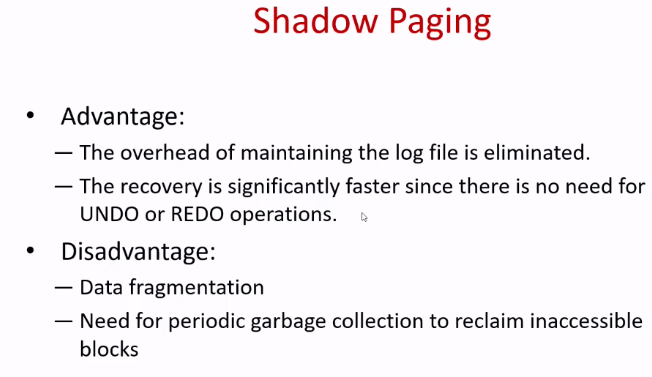 Shadow Paging
• Advantage:
— The overhead of maintaining the log file is eliminated.
— The recovery is significantly faster since there is no need for
UNDO or REDO operations.
• Disadvantage:
— Data fragmentation
— Need for periodic garbage collection to reclaim inaccessible
blocks